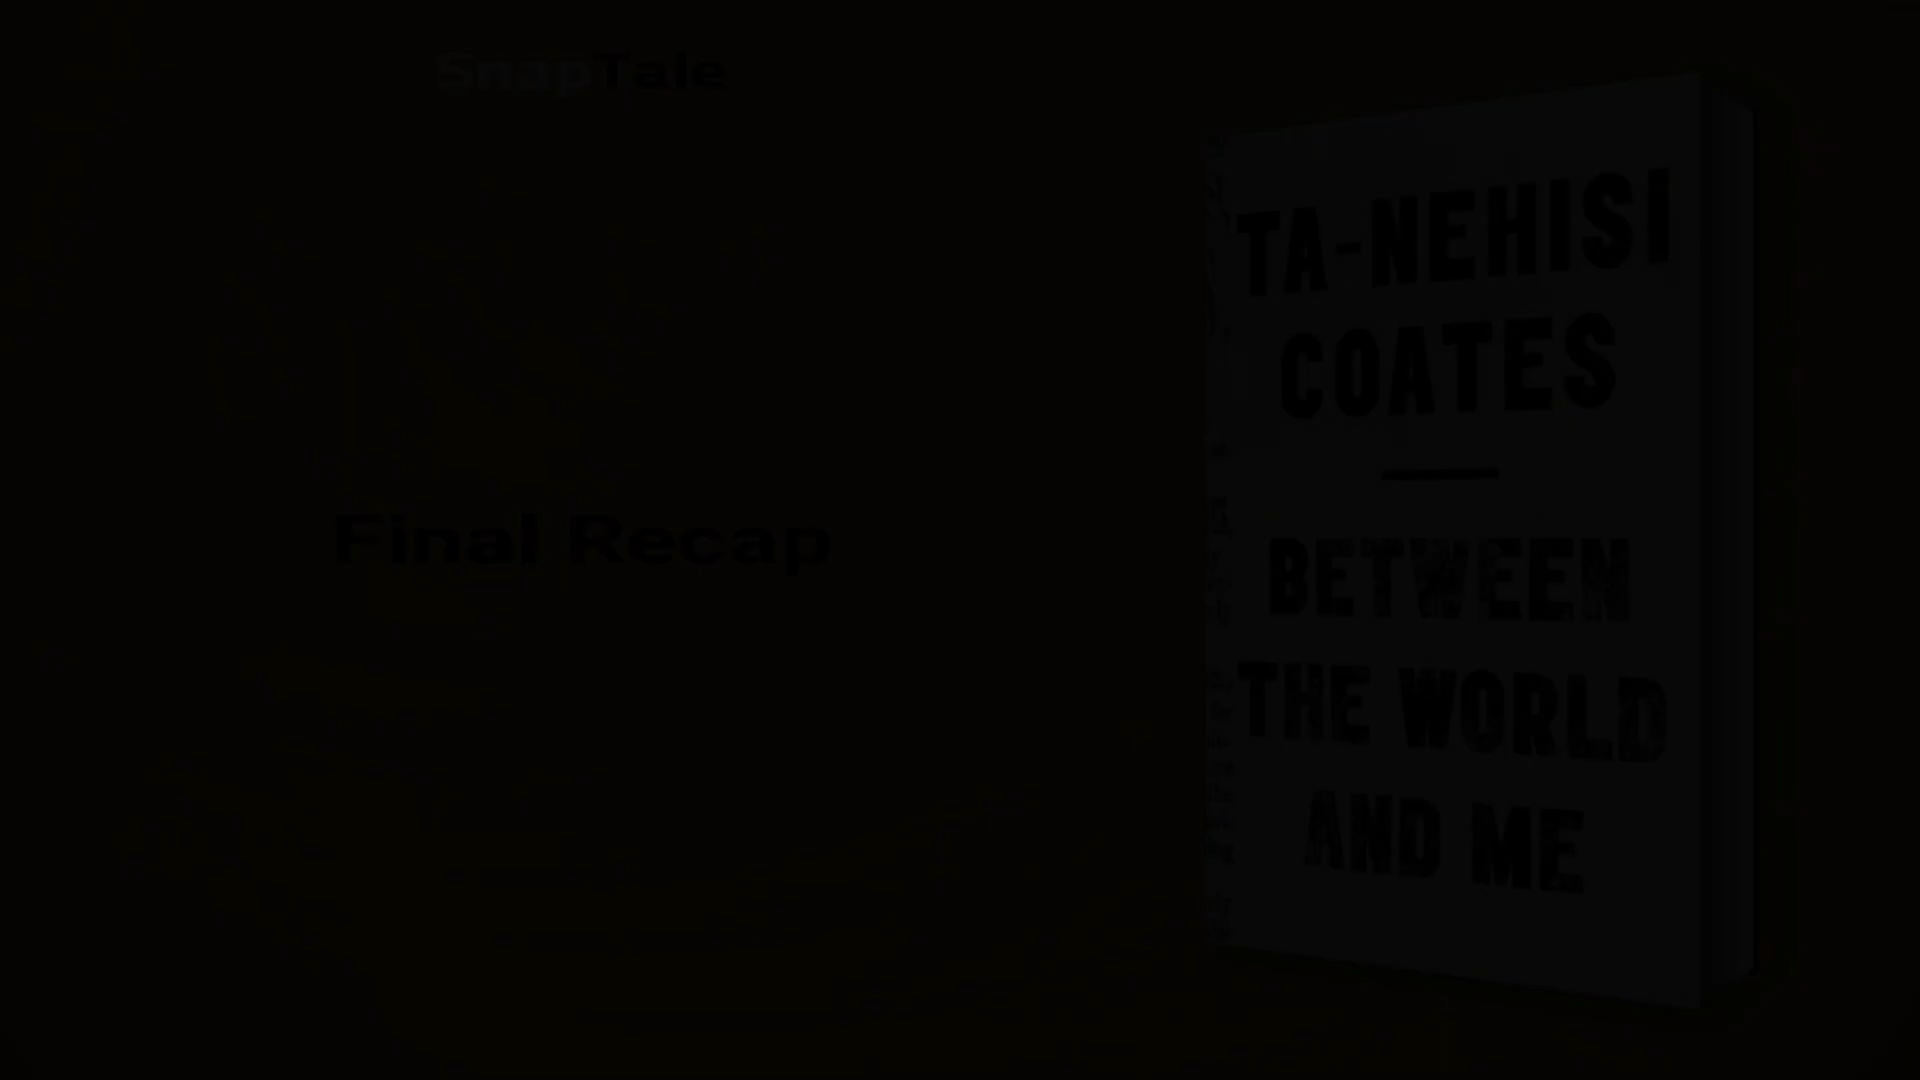 SnapTale
Final Recap
TA-NEHISI
COATES
BETWEEN
THE WORLD
AND ME